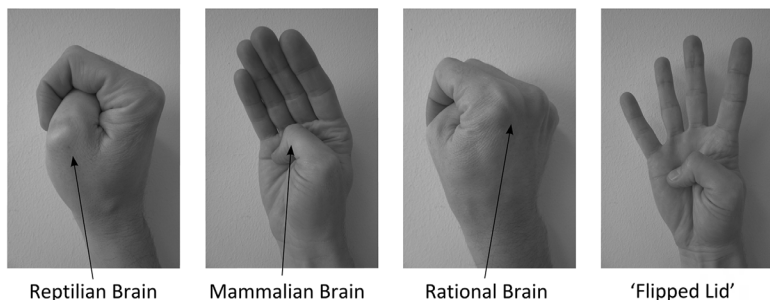 Reptilian Brain
Mammalian Brain
Rational Brain
‘Flipped Lid’